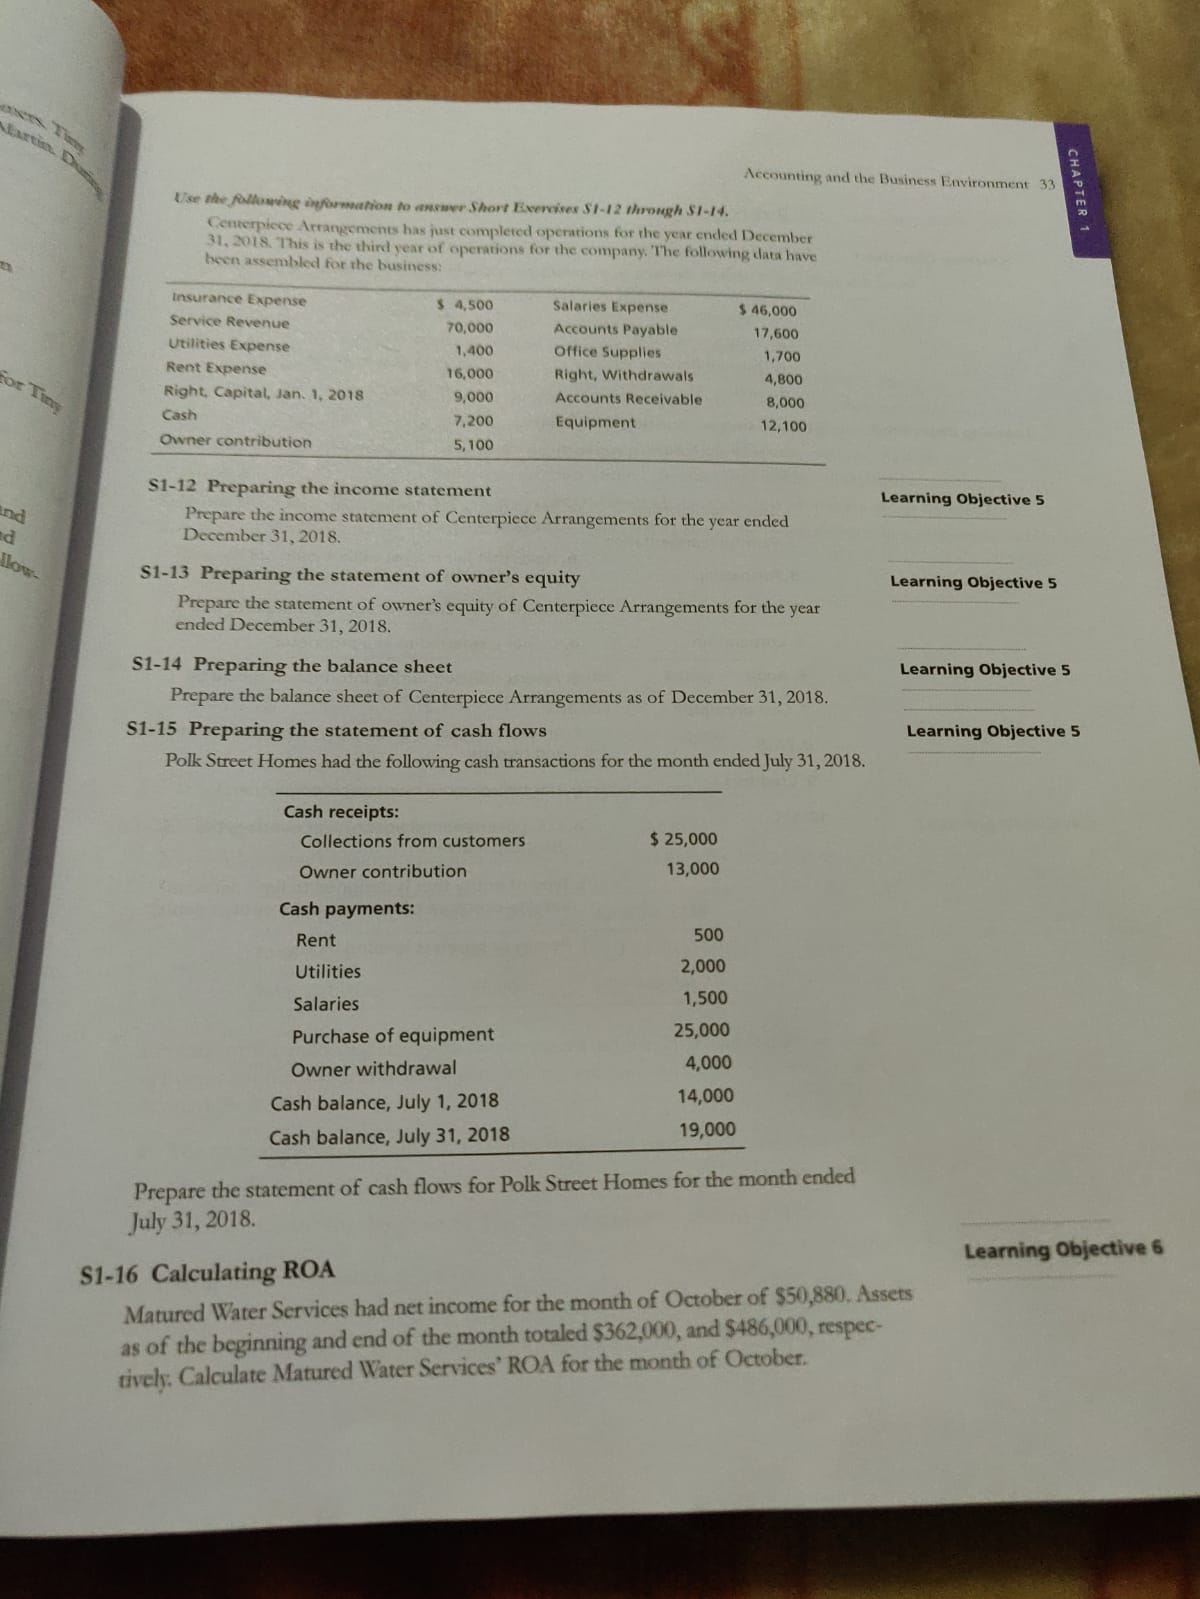 Accounting and the Business Environment 33
CHAPTER 1
Use the following information to answer Short Exercises S1-12 through S1-14.
Centerpiece Arrangements has just completed operations for the year ended December
31, 2018. This is the third year of operations for the company. The following data have
been assembled for the business:
Insurance Expense $ 4,500 Salaries Expense $ 46,000
Service Revenue 70,000 Accounts Payable 17,600
Utilities Expense 1,400 Office Supplies 1,700
Rent Expense 16,000 Right, Withdrawals 4,800
Right, Capital, Jan. 1, 2018 9,000 Accounts Receivable 8,000
Cash 7,200 Equipment 12,100
Owner contribution 5,100
S1-12 Preparing the income statement
Learning Objective 5
Prepare the income statement of Centerpiece Arrangements for the year ended
December 31, 2018.
S1-13 Preparing the statement of owner's equity
Learning Objective 5
Prepare the statement of owner's equity of Centerpiece Arrangements for the year
ended December 31, 2018.
S1-14 Preparing the balance sheet
Learning Objective 5
Prepare the balance sheet of Centerpiece Arrangements as of December 31, 2018.
S1-15 Preparing the statement of cash flows
Learning Objective 5
Polk Street Homes had the following cash transactions for the month ended July 31, 2018.
Cash receipts:
Collections from customers $ 25,000
Owner contribution 13,000
Cash payments:
Rent 500
Utilities 2,000
Salaries 1,500
Purchase of equipment 25,000
Owner withdrawal 4,000
Cash balance, July 1, 2018 14,000
Cash balance, July 31, 2018 19,000
Prepare the statement of cash flows for Polk Street Homes for the month ended
July 31, 2018.
S1-16 Calculating ROA
Learning Objective 6
Matured Water Services had net income for the month of October of $50,880. Assets
as of the beginning and end of the month totaled $362,000, and $486,000, respec-
tively. Calculate Matured Water Services' ROA for the month of October.
Tiny
Martin.
for Tiny